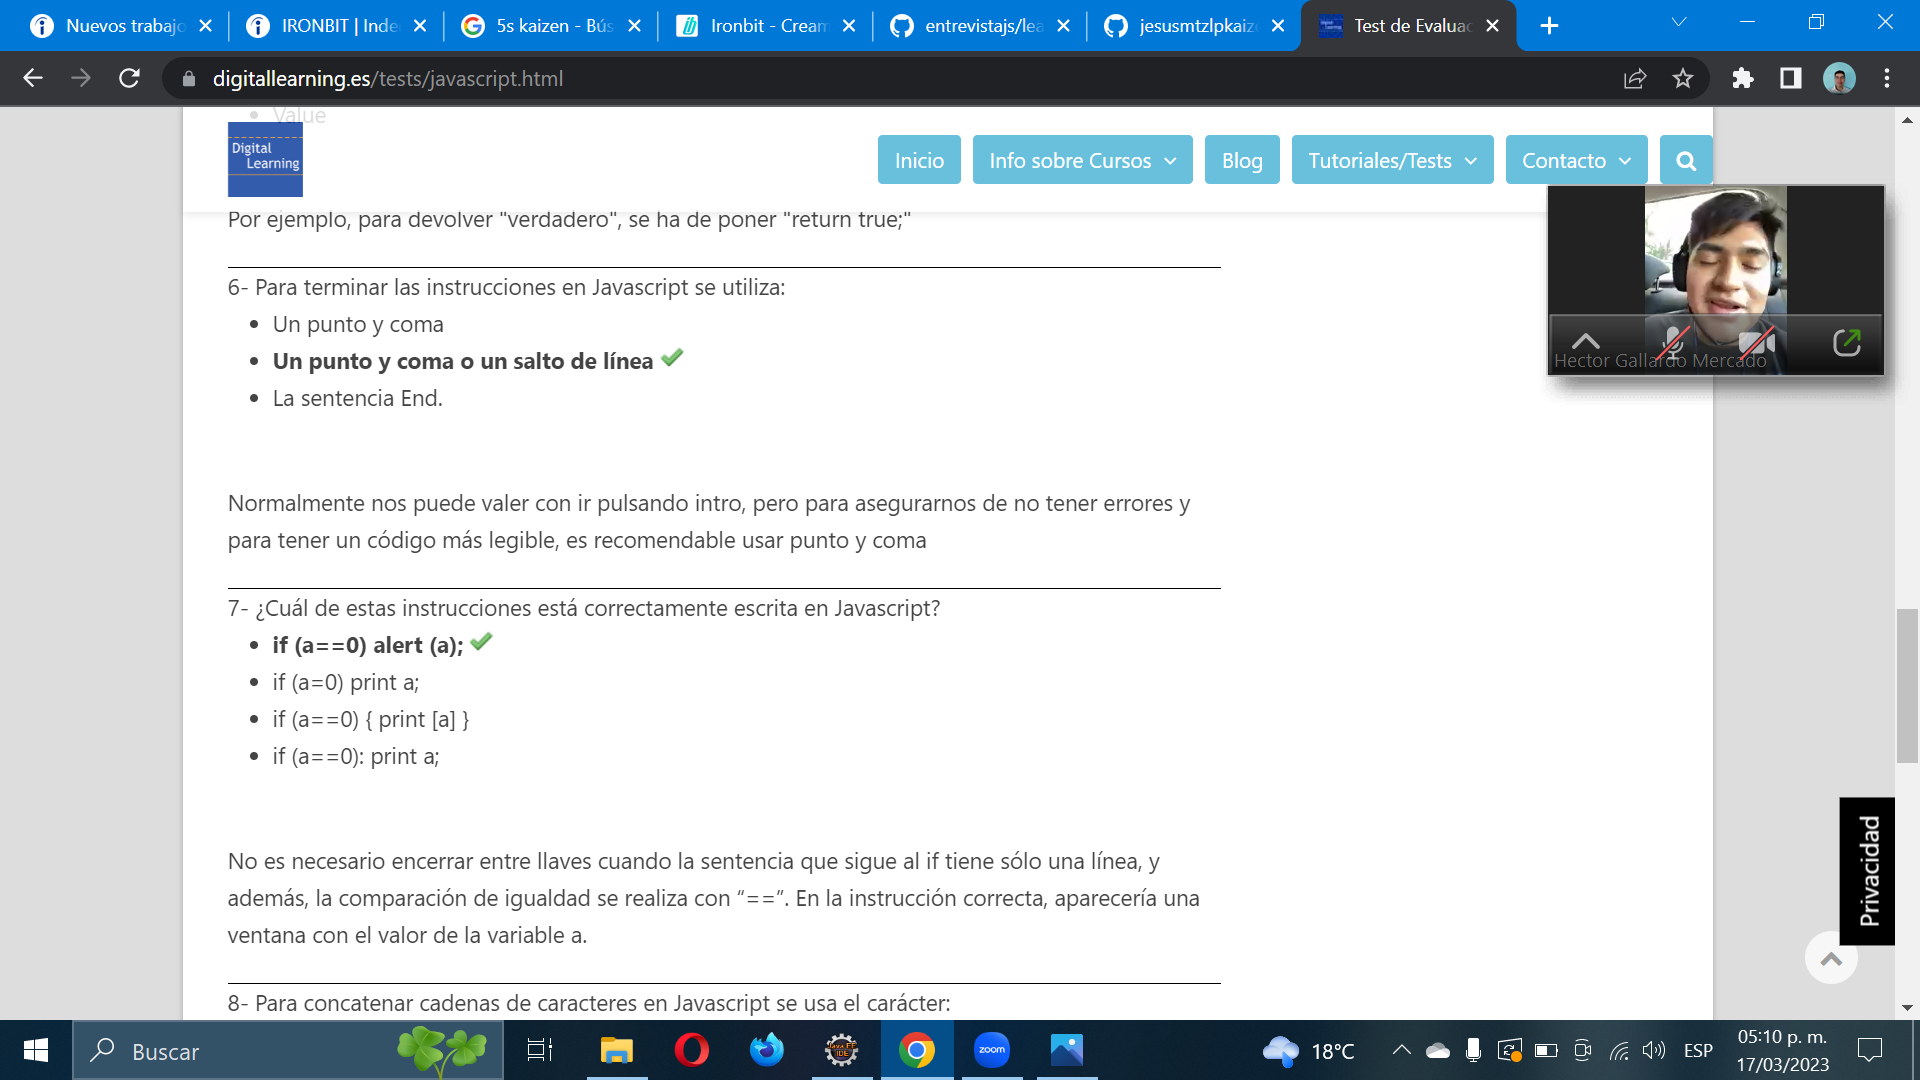 Nuevos trabajo
IRONBIT | Inde
5s kaizen - Bús
Ironbit - Cream
entrevistajs/lea
jesusmtzlpkaize
Test de Evaluac
digitallearning.es/tests/javascript.html
Value
Digital
Learning
Inicio
Info sobre Cursos
Blog
Tutoriales/Tests
Contacto
Por ejemplo, para devolver "verdadero", se ha de poner "return true;"
6- Para terminar las instrucciones en Javascript se utiliza:
Un punto y coma
Un punto y coma o un salto de línea
La sentencia End.
Hector Gallardo Mercado
Normalmente nos puede valer con ir pulsando intro, pero para asegurarnos de no tener errores y
para tener un código más legible, es recomendable usar punto y coma
7- ¿Cuál de estas instrucciones está correctamente escrita en Javascript?
if (a==0) alert (a);
if (a=0) print a;
if (a==0) { print [a] }
if (a==0): print a;
No es necesario encerrar entre llaves cuando la sentencia que sigue al if tiene sólo una línea, y
además, la comparación de igualdad se realiza con “==”. En la instrucción correcta, aparecería una
ventana con el valor de la variable a.
Privacidad
8- Para concatenar cadenas de caracteres en Javascript se usa el carácter:
Buscar
Java EE
IDE
zoom
18°C
ESP
05:10 p. m.
17/03/2023